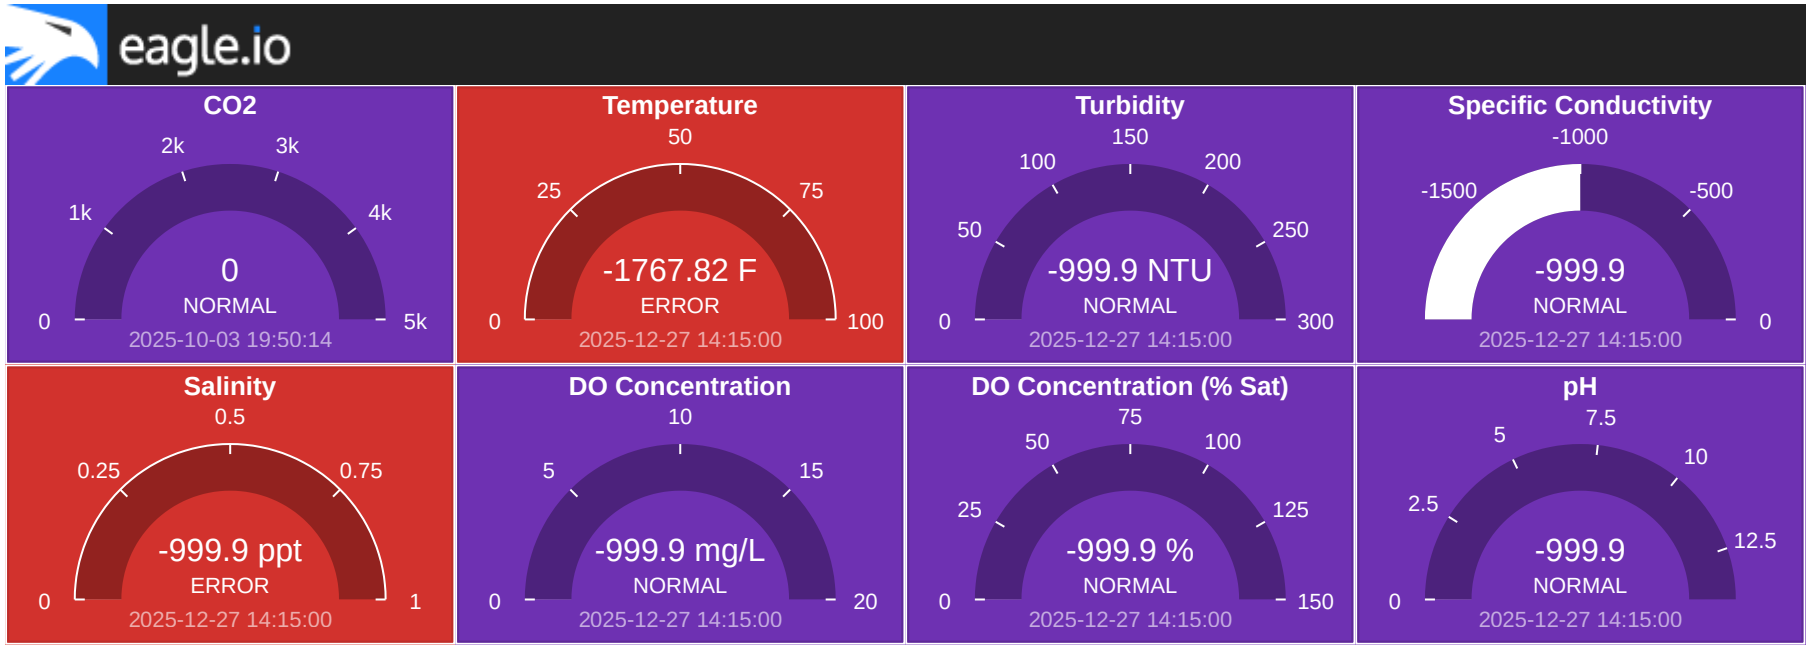 eagle.io
CO2
2k
3k
1k
4k
0
NORMAL
0
5k
2025-10-03 19:50:14
Temperature
50
25
75
-1767.82 F
ERROR
0
100
2025-12-27 14:15:00
Turbidity
150
100
200
50
250
-999.9 NTU
NORMAL
0
300
2025-12-27 14:15:00
Specific Conductivity
-1000
-1500
-500
-999.9
NORMAL
0
2025-12-27 14:15:00
Salinity
0.5
0.25
0.75
-999.9 ppt
ERROR
0
1
2025-12-27 14:15:00
DO Concentration
10
5
15
-999.9 mg/L
NORMAL
0
20
2025-12-27 14:15:00
DO Concentration (% Sat)
75
50
100
25
125
-999.9 %
NORMAL
0
150
2025-12-27 14:15:00
pH
7.5
5
10
2.5
12.5
-999.9
NORMAL
0
2025-12-27 14:15:00